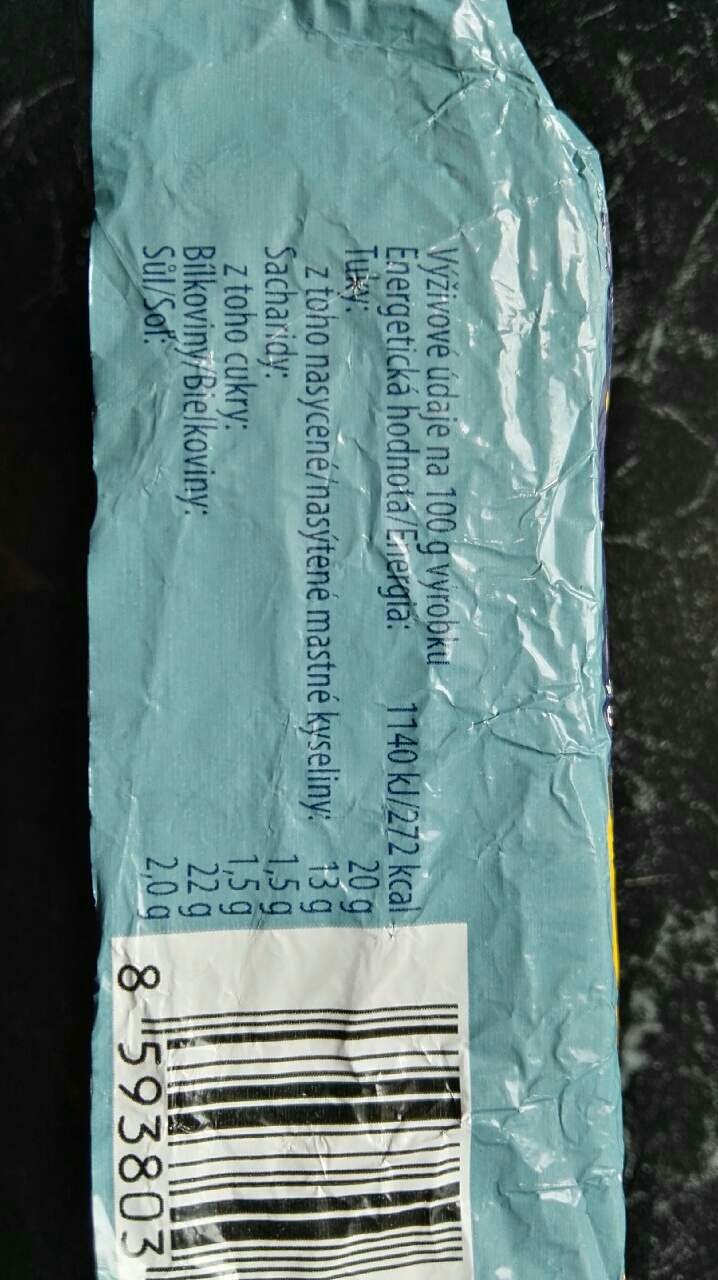 Výživové údaje na 100 g výrobku
Energetická hodnota/Energia: 1140 kJ/272 kcal
Tuky: 20 g
z toho nasycené/nasýtené mastné kyseliny: 13 g
Sacharidy: 1,5 g
z toho cukry: 1,5 g
Bílkoviny/Bielkoviny: 22 g
Sůl/Soľ: 2,0 g
8 593803